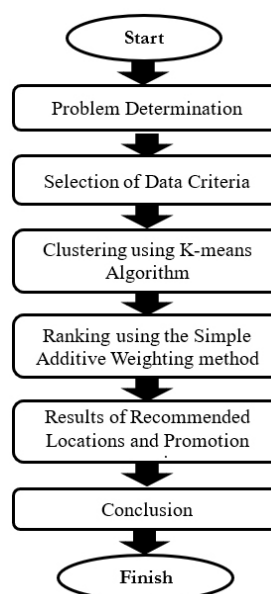 Start
Problem Determination
Selection of Data Criteria
Clustering using K-means
Algorithm
Ranking using the Simple
Additive Weighting method
Results of Recommended
Locations and Promotion
Conclusion
Finish